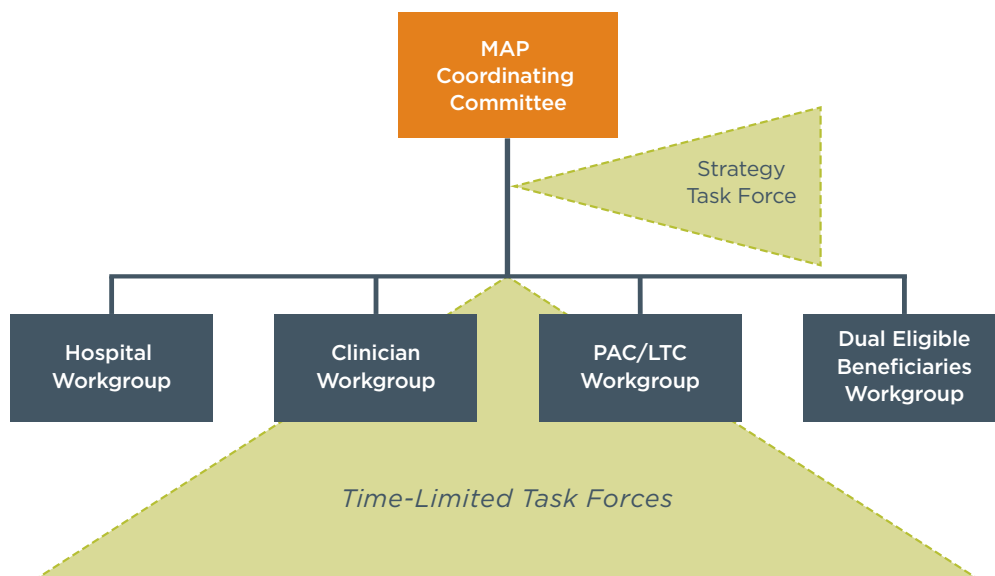 MAP
Coordinating
Committee
Strategy
Task Force
Hospital
Workgroup
Clinician
Workgroup
PAC/LTC
Workgroup
Dual Eligible
Beneficiaries
Workgroup
Time-Limited Task Forces